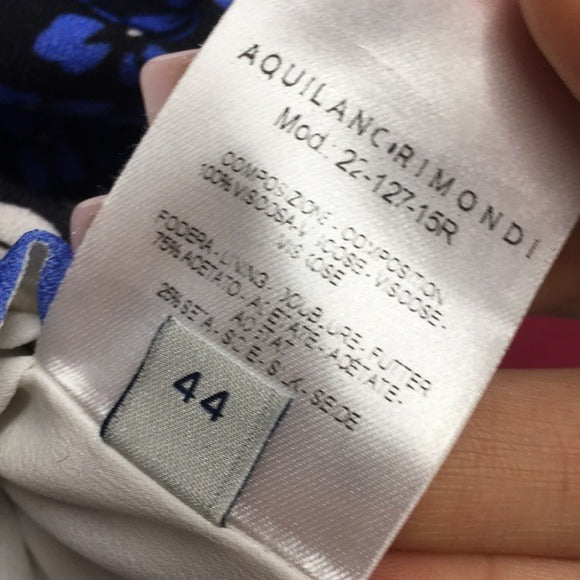 AQUILANO.RIMONDI
Mod. 22-127-15R
COMPOSIZIONE - COMPOSITION
100% VISCOSA - VISCOSE - VISCOSE -
VISKOSE
FODERA - LINING - DOUBLURE - FUTTER
75% ACETATO - ACETATE - ACÉTATE -
ACETAT
25% SETA - SOIE - SILK - SEIDE
44